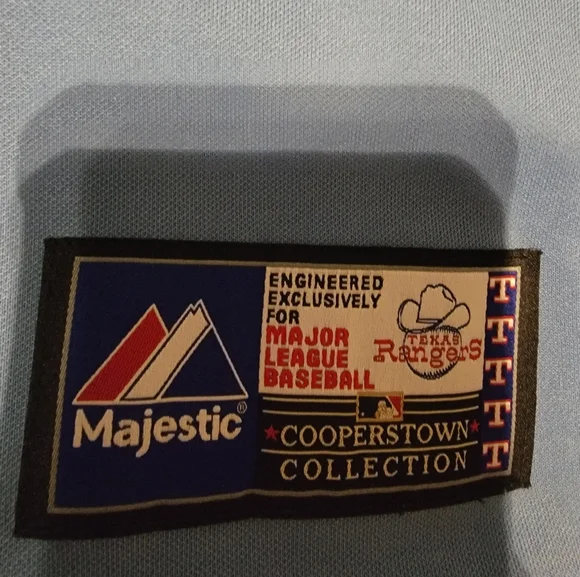 Majestic®
ENGINEERED
EXCLUSIVELY
FOR
MAJOR
LEAGUE
BASEBALL
TEXAS
Rangers
COOPERSTOWN
COLLECTION
T
T
T
T
T